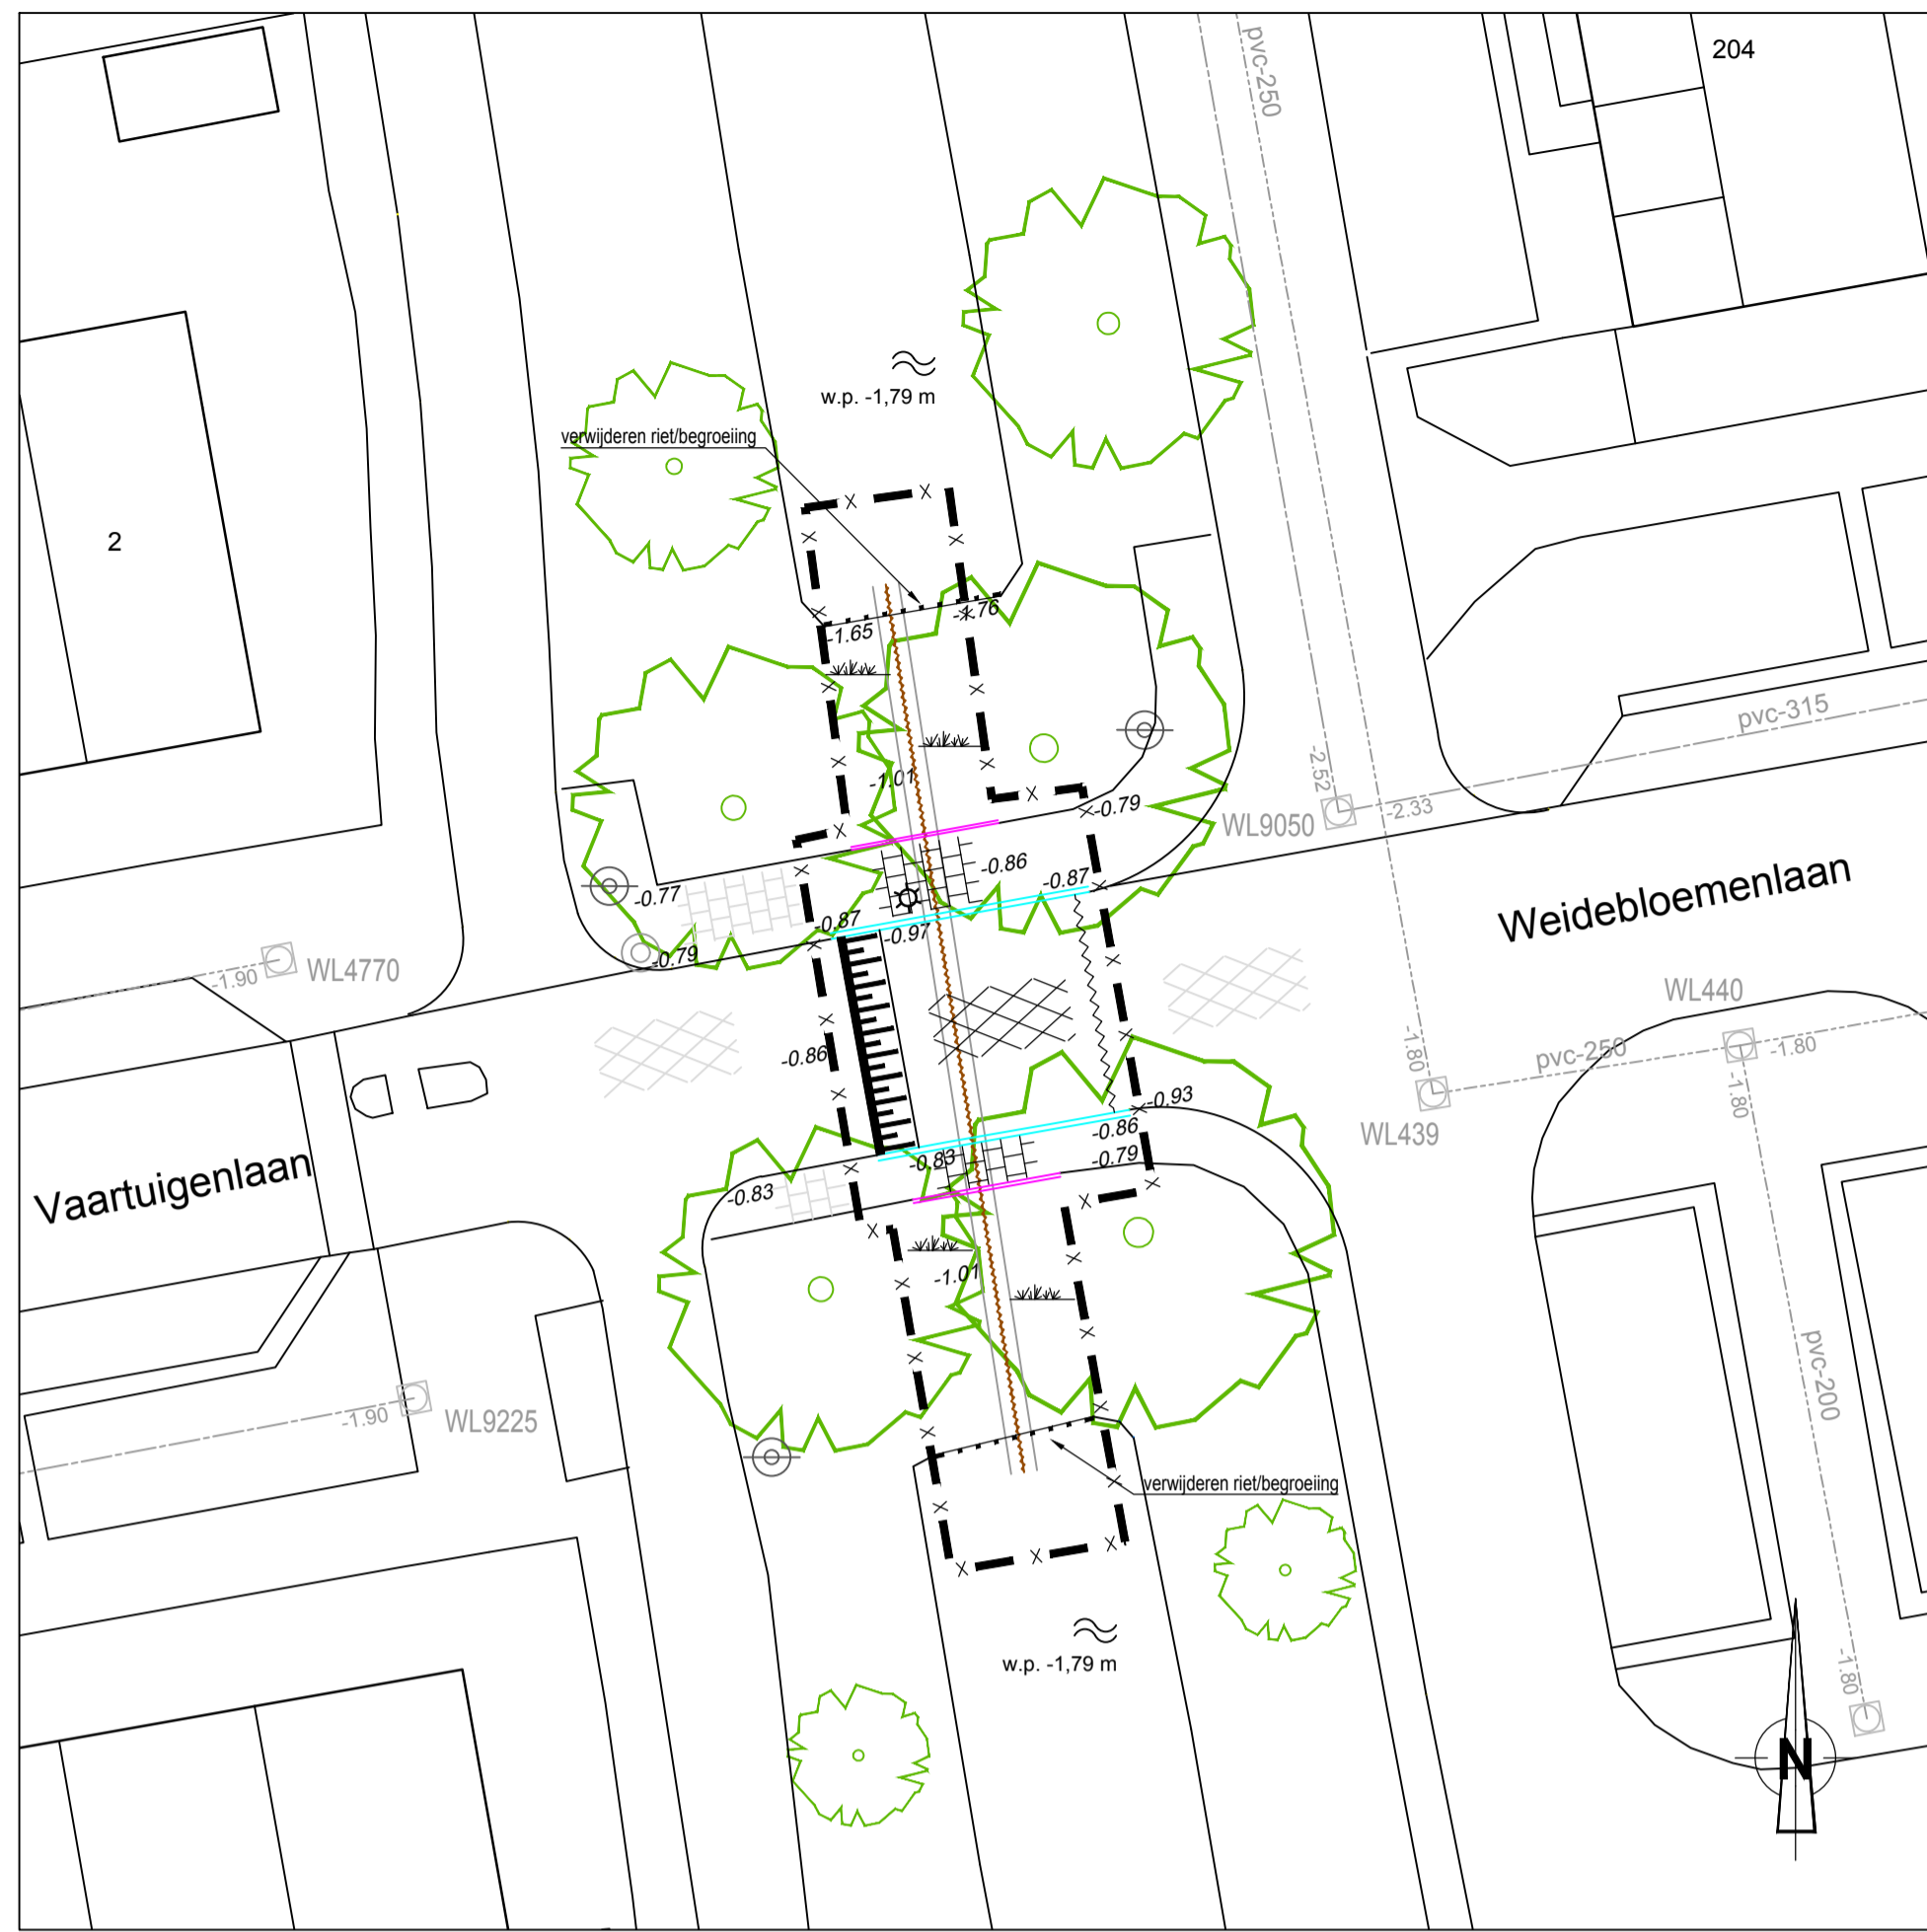 204
pvc-250
w.p. -1,79 m
verwijderen riet/begroeiing
2
-1.65
-1.76
pvc-315
-2.52
-1.01
-0.79
-2.33
WL9050
-0.86
-0.87
-0.77
Weidebloemenlaan
-0.87
-0.97
-0.79
-1.90
WL4770
WL440
-0.86
-1.80
pvc-250
-1.80
-1.80
-0.93
-0.86
WL439
-0.83
-0.79
Vaartuigenlaan
-0.83
-1.01
pvc-200
-1.90
WL9225
verwijderen riet/begroeiing
w.p. -1,79 m
-1.80
N